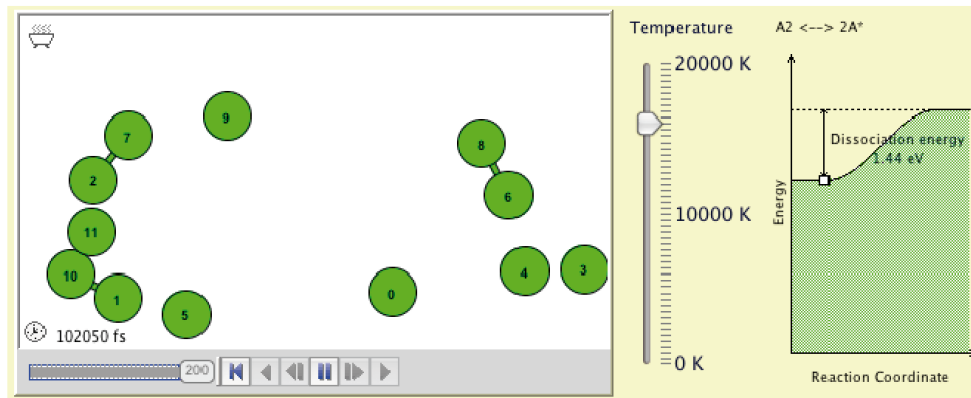 Temperature
A2 <--> 2A*
20000 K
10000 K
0 K
9
7
8
2
6
11
10
4
3
1
0
5
102050 fs
200
Dissociation energy
1.44 eV
Energy
Reaction Coordinate